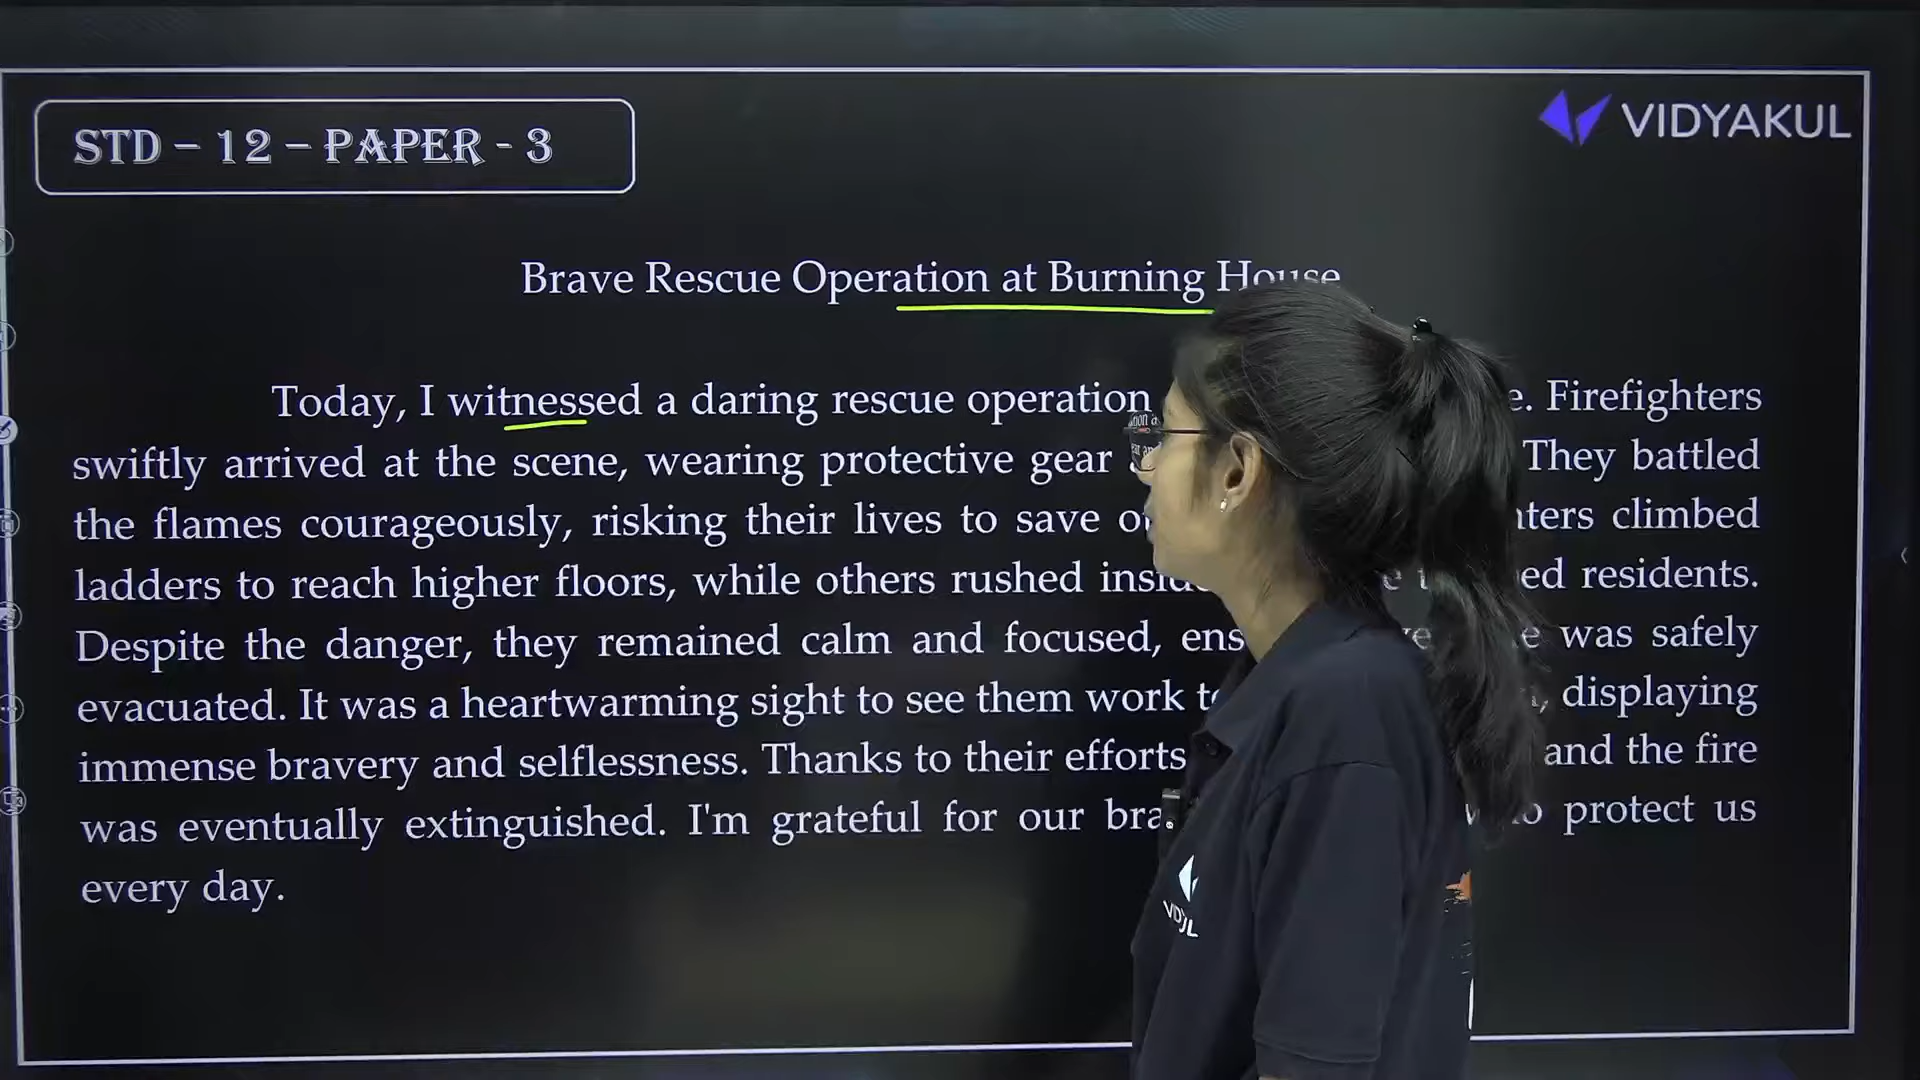 STD – 12 – PAPER - 3
VIDYAKUL
Brave Rescue Operation at Burning House
Today, I witnessed a daring rescue operation . Firefighters
swiftly arrived at the scene, wearing protective gear They battled
the flames courageously, risking their lives to save climbed
ladders to reach higher floors, while others rushed residents.
Despite the danger, they remained calm and focused, was safely
evacuated. It was a heartwarming sight to see them work , displaying
immense bravery and selflessness. Thanks to their efforts and the fire
was eventually extinguished. I'm grateful for our protect us
every day.